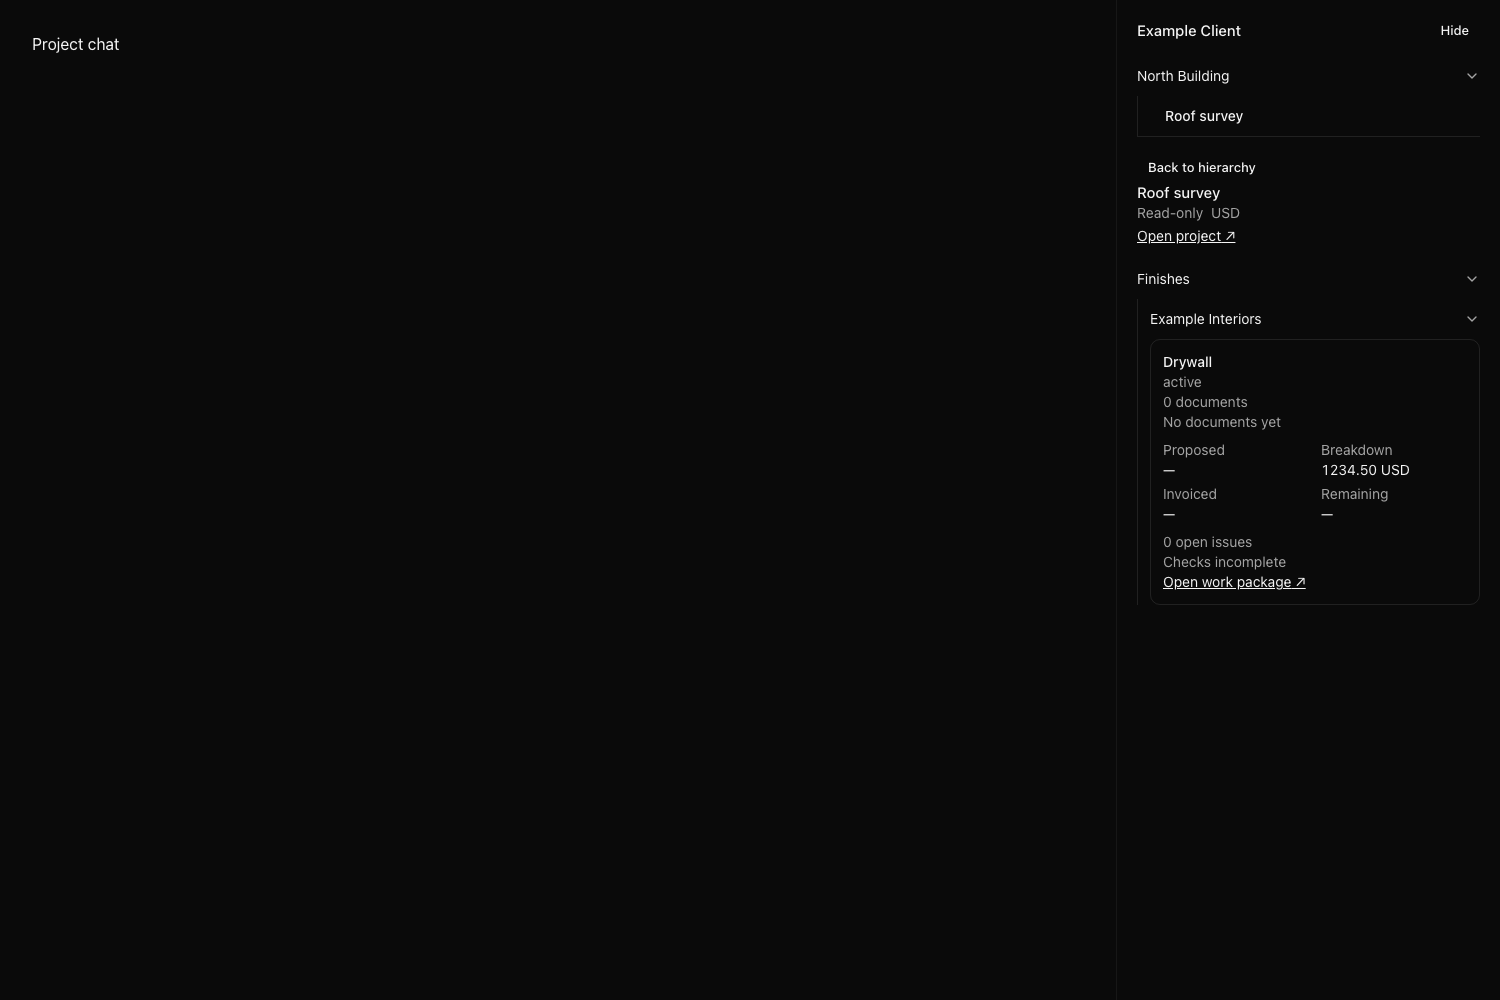 Project chat
Example Client
Hide
North Building
Roof survey
Back to hierarchy
Roof survey
Read-only USD
Open project ↗
Finishes
Example Interiors
Drywall
active
0 documents
No documents yet
Proposed
—
Breakdown
1234.50 USD
Invoiced
—
Remaining
—
0 open issues
Checks incomplete
Open work package ↗